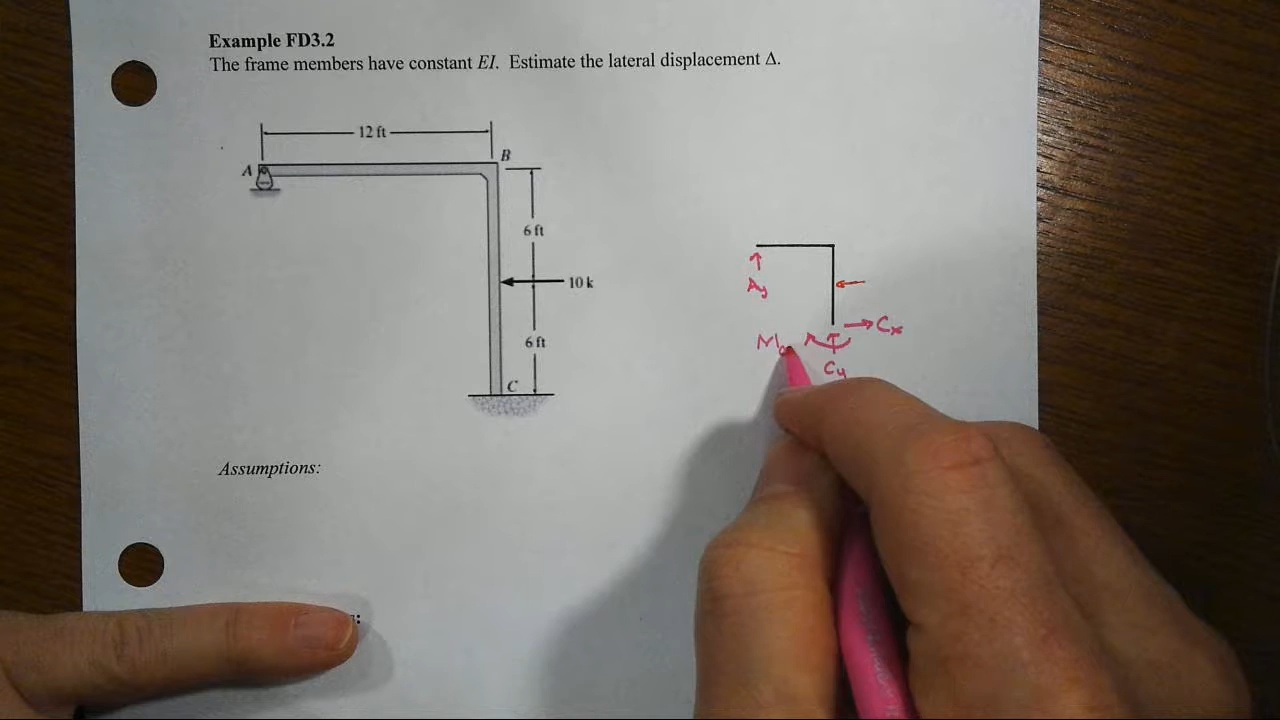 Example FD3.2
The frame members have constant EI. Estimate the lateral displacement Δ.
12 ft
A
B
6 ft
10 k
6 ft
C
Ay
Cx
Mc
Cy
Assumptions:
: